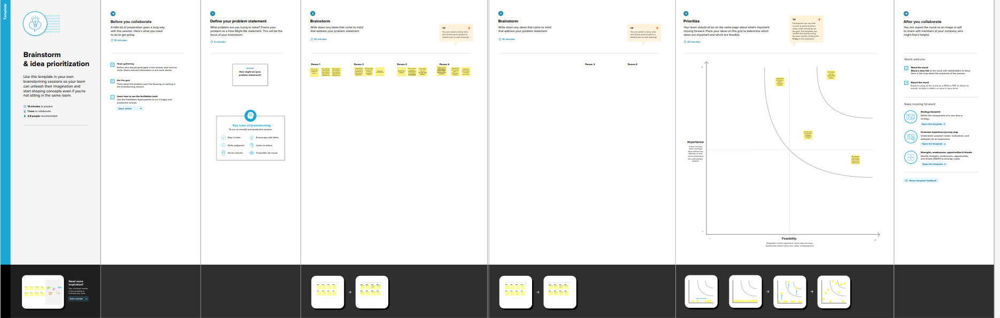 Template
Brainstorm
& idea prioritization
Use this template in your own
brainstorming sessions so your team
can unleash their imagination and
start shaping concepts even if you're
not sitting in the same room.
10 minutes to prepare
1 hour to collaborate
2-8 people recommended
Need some
inspiration?
See a finished version
of this template to
kickstart your work.
Open example
Before you collaborate
A little bit of preparation goes a long way
with this session. Here's what you need
to do to get going.
10 minutes
Team gathering
Define who should participate in the session and send an
invite. Share relevant information or pre-work ahead.
Set the goal
Think about the problem you'll be focusing on solving in
the brainstorming session.
Learn how to use the facilitation tools
Use the Facilitation Superpowers to run a happy and
productive session.
Open article
1
Define your problem statement
What problem are you trying to solve? Frame your
problem as a How Might We statement. This will be the
focus of your brainstorm.
5 minutes
PROBLEM
How might we [your
problem statement]?
Key rules of brainstorming
To run an smooth and productive session
Stay in topic.
Encourage wild ideas.
Defer judgment.
Listen to others.
Go for volume.
If possible, be visual.
2
Brainstorm
Write down any ideas that come to mind
that address your problem statement.
10 minutes
TIP
You can select a sticky note
and hit the pencil [switch to
sketch] icon to start drawing!
Person 1
Person 2
Person 3
Person 4
Brainstorm
Write down any ideas that come to mind
that address your problem statement.
10 minutes
TIP
You can select a sticky note
and hit the pencil [switch to
sketch] icon to start drawing!
Person 3
Person 4
4
Prioritize
Your team should all be on the same page about what's important
moving forward. Place your ideas on this grid to determine which
ideas are important and which are feasible.
20 minutes
TIP
Participants can use their
cursors to point at where
sticky notes should go on
the grid. The facilitator can
confirm the spot by using
the laser pointer holding the
H key on the keyboard.
Importance
If each of these
tasks could get
done without any
difficulty or cost,
which would have
the most positive
impact?
Feasibility
Regardless of their importance, which tasks are more
feasible than others? (Cost, time, effort, complexity, etc.)
After you collaborate
You can export the mural as an image or pdf
to share with members of your company who
might find it helpful.
Quick add-ons
Share the mural
Share a view link to the mural with stakeholders to keep
them in the loop about the outcomes of the session.
Export the mural
Export a copy of the mural as a PNG or PDF to attach to
emails, include in slides, or save in your drive.
Keep moving forward
Strategy blueprint
Define the components of a new idea or
strategy.
Open the template
Customer experience journey map
Understand customer needs, motivations, and
obstacles for an experience.
Open the template
Strengths, weaknesses, opportunities & threats
Identify strengths, weaknesses, opportunities,
and threats (SWOT) to develop a plan.
Open the template
Share template feedback